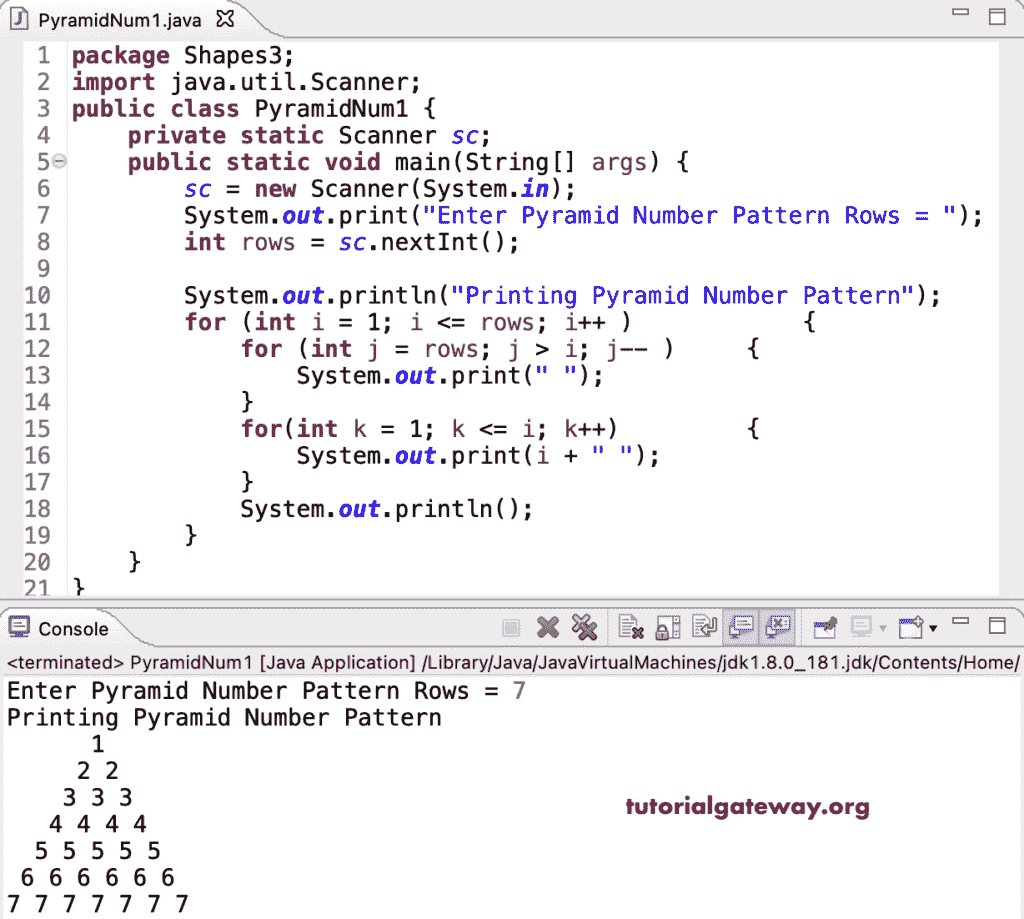 PyramidNum1.java
1 package Shapes3;
2 import java.util.Scanner;
3 public class PyramidNum1 {
4     private static Scanner sc;
5     public static void main(String[] args) {
6         sc = new Scanner(System.in);
7         System.out.print("Enter Pyramid Number Pattern Rows = ");
8         int rows = sc.nextInt();
9
10         System.out.println("Printing Pyramid Number Pattern");
11         for (int i = 1; i <= rows; i++ )            {
12             for (int j = rows; j > i; j-- )     {
13                 System.out.print(" ");
14             }
15             for(int k = 1; k <= i; k++)         {
16                 System.out.print(i + " ");
17             }
18             System.out.println();
19         }
20     }
21 }
Console
<terminated> PyramidNum1 [Java Application] /Library/Java/JavaVirtualMachines/jdk1.8.0_181.jdk/Contents/Home/
Enter Pyramid Number Pattern Rows = 7
Printing Pyramid Number Pattern
      1
     2 2
    3 3 3
   4 4 4 4
  5 5 5 5 5
 6 6 6 6 6 6
7 7 7 7 7 7 7
tutorialgateway.org